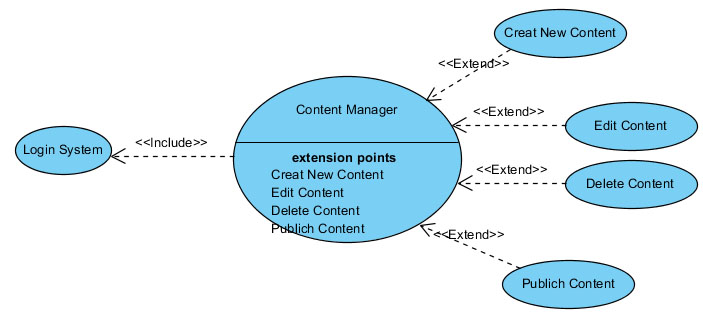 Creat New Content
<<Extend>>
Content Manager
<<Extend>>
Edit Content
<<Include>>
Login System
extension points
Creat New Content
Edit Content
Delete Content
Publich Content
<<Extend>>
Delete Content
<<Extend>>
Publich Content